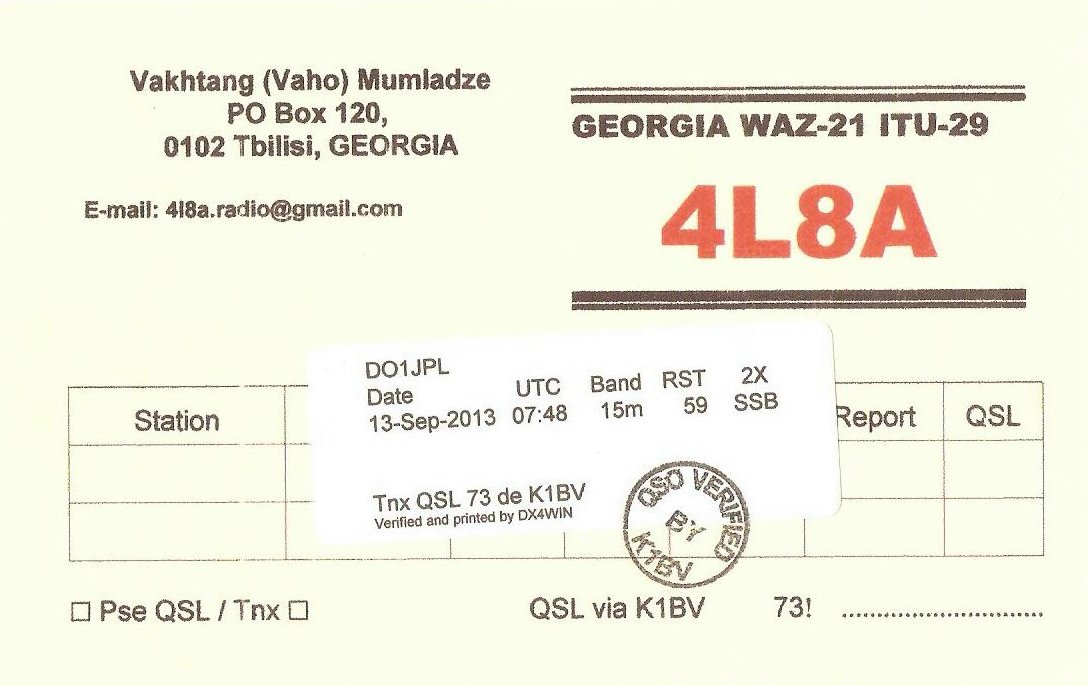 Vakhtang (Vaho) Mumladze
PO Box 120,
0102 Tbilisi, GEORGIA
E-mail: 4l8a.radio@gmail.com
GEORGIA WAZ-21 ITU-29
4L8A
DO1JPL
Date UTC Band RST 2X
13-Sep-2013 07:48 15m 59 SSB
Tnx QSL 73 de K1BV
Verified and printed by DX4WIN
Station Report QSL
QSO VERIFIED
BY
K1BV
☐ Pse QSL / Tnx ☐ QSL via K1BV 73! ..............................